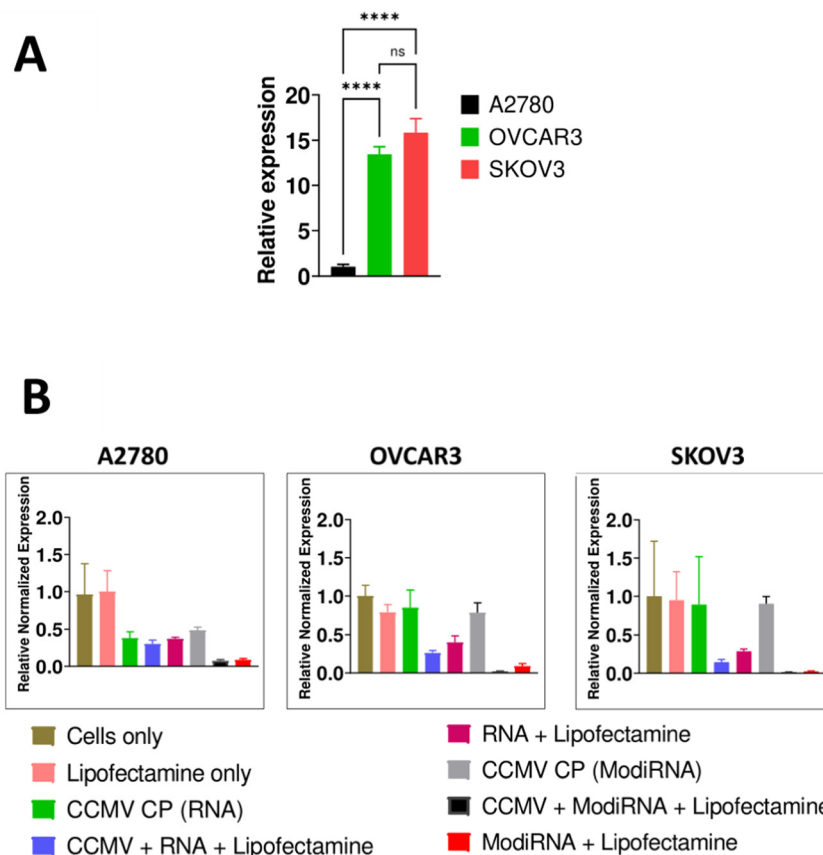 A
****
ns
****
Relative expression
20
15
10
5
0
A2780
OVCAR3
SKOV3
B
A2780
OVCAR3
SKOV3
Relative Normalized Expression
2.0
1.5
1.0
0.5
0.0
Relative Normalized Expression
2.0
1.5
1.0
0.5
0.0
Relative Normalized Expression
2.0
1.5
1.0
0.5
0.0
Cells only
Lipofectamine only
CCMV CP (RNA)
CCMV + RNA + Lipofectamine
RNA + Lipofectamine
CCMV CP (ModiRNA)
CCMV + ModiRNA + Lipofectamine
ModiRNA + Lipofectamine